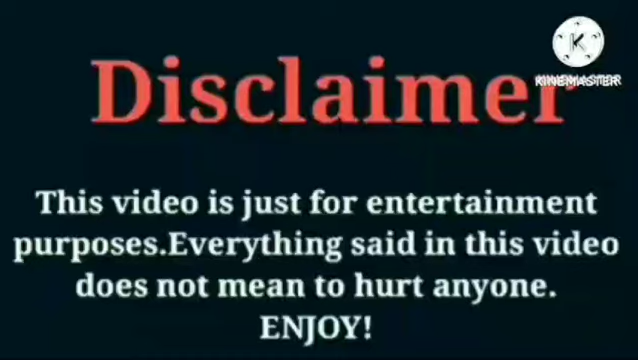 K
KINEMASTER
Disclaimer
This video is just for entertainment
purposes.Everything said in this video
does not mean to hurt anyone.
ENJOY!